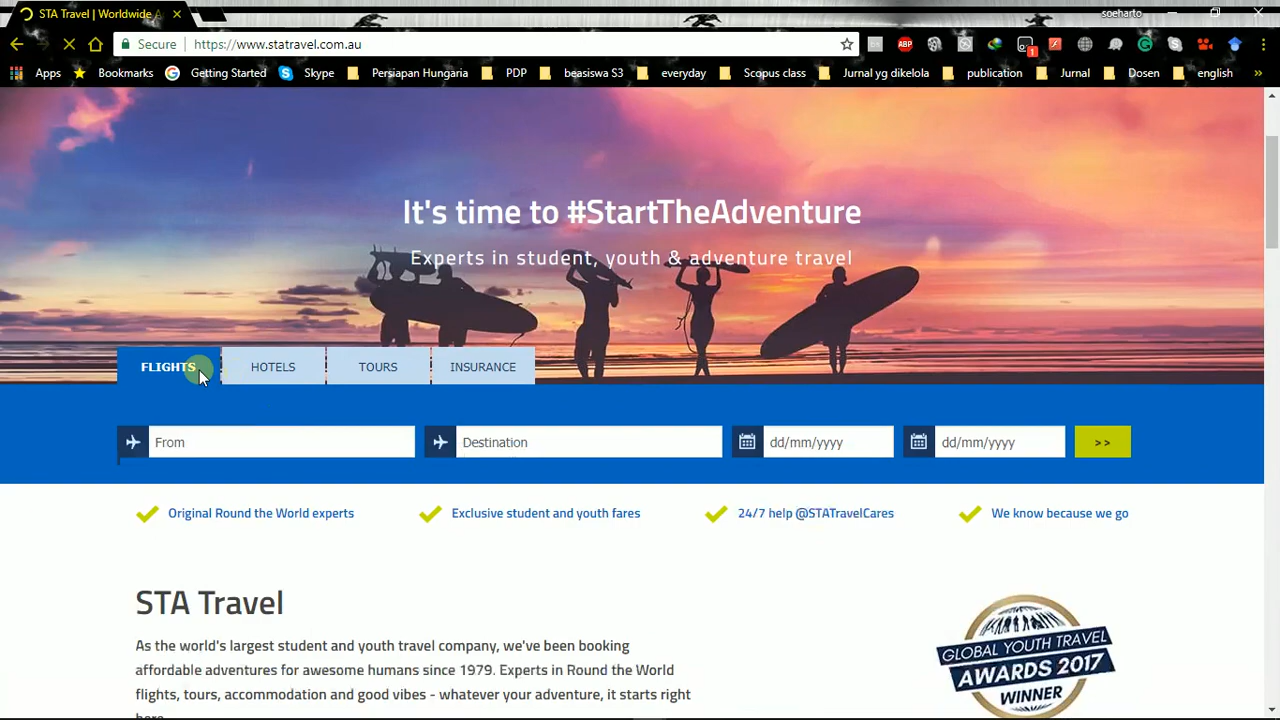 STA Travel | Worldwide A
soeharto
Secure
https://www.statravel.com.au
ABP
1
Apps
Bookmarks
Getting Started
Skype
Persiapan Hungaria
PDP
beasiswa S3
everyday
Scopus class
Jurnal yg dikelola
publication
Jurnal
Dosen
english
»
It's time to #StartTheAdventure
Experts in student, youth & adventure travel
FLIGHTS
HOTELS
TOURS
INSURANCE
From
Destination
dd/mm/yyyy
dd/mm/yyyy
>>
Original Round the World experts
Exclusive student and youth fares
24/7 help @STATravelCares
We know because we go
STA Travel
As the world's largest student and youth travel company, we've been booking
affordable adventures for awesome humans since 1979. Experts in Round the World
flights, tours, accommodation and good vibes - whatever your adventure, it starts right
here.
GLOBAL YOUTH TRAVEL
AWARDS 2017
WINNER